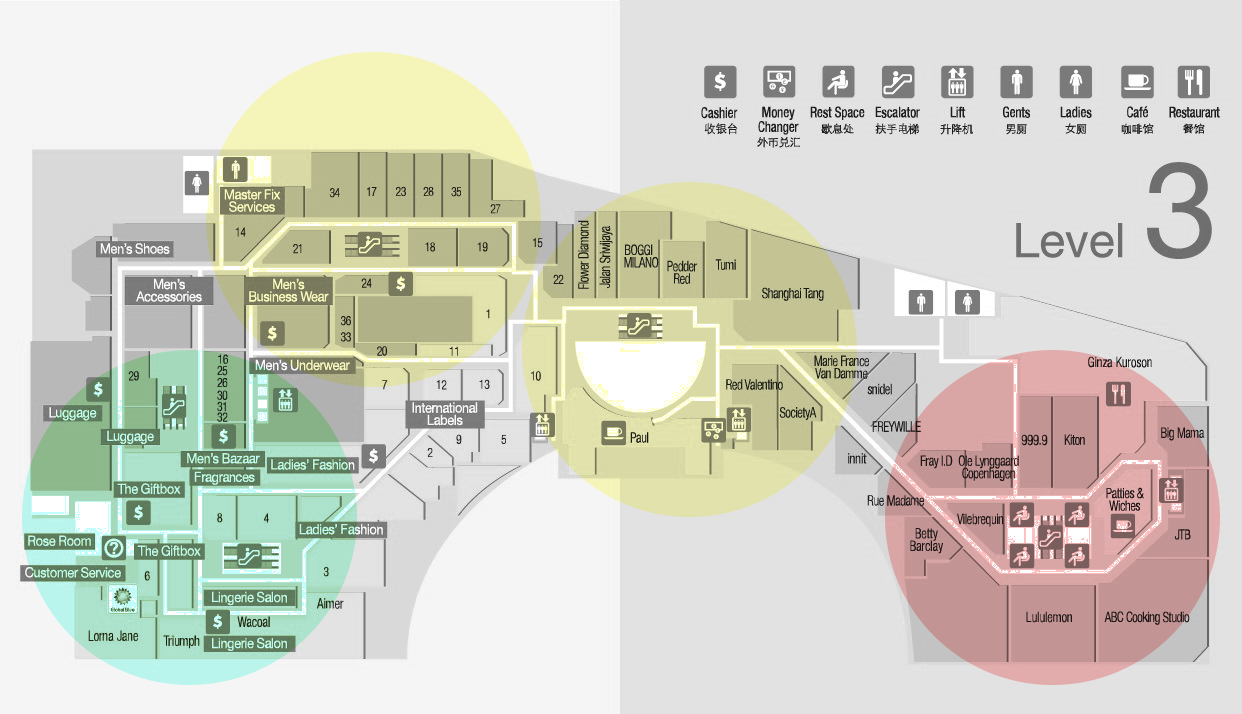 $
Cashier
收银台
Money
Changer
外币兑汇
Rest Space
歇息处
Escalator
扶手电梯
Lift
升降机
Gents
男厕
Ladies
女厕
Café
咖啡馆
Restaurant
餐馆
Level 3
Master Fix
Services
34
17
23
28
35
27
14
21
18
19
15
22
Flower Diamond
Jalan Sriwijaya
BOGGI
MILANO
Pedder
Red
Tumi
Shanghai Tang
Men's Shoes
Men's
Accessories
Men's
Business Wear
$
24
$
36
33
1
20
11
Men's Underwear
16
25
26
30
31
32
29
$
Luggage
Luggage
$
Men's Bazaar
Fragrances
Ladies' Fashion
$
7
12
13
International
Labels
9
5
2
10
Paul
Red Valentino
SocietyA
Marie France
Van Damme
snidel
FREYWILLE
innit
Rue Madame
Fray I.D
Ole Lynggaard
Copenhagen
999.9
Kiton
Ginza Kuroson
Big Mama
Patties &
Wiches
JTB
Vilebrequin
Betty
Barclay
Lululemon
ABC Cooking Studio
The Giftbox
$
8
4
Ladies' Fashion
Rose Room
?
The Giftbox
Customer Service
6
3
Global Blue
Lingerie Salon
Aimer
$
Wacoal
Lorna Jane
Triumph
Lingerie Salon